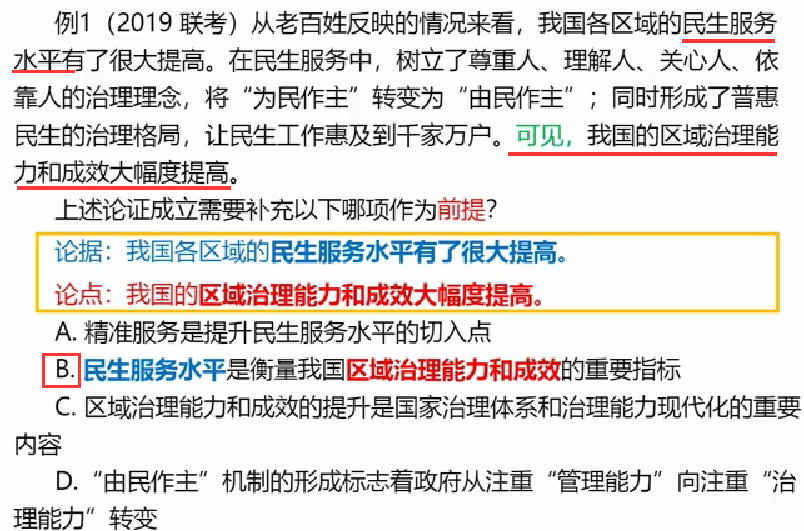 例1（2019 联考）从老百姓反映的情况来看，我国各区域的民生服务
水平有了很大提高。在民生服务中，树立了尊重人、理解人、关心人、依
靠人的治理理念，将“为民作主”转变为“由民作主”；同时形成了普惠
民生的治理格局，让民生工作惠及到千家万户。可见，我国的区域治理能
力和成效大幅度提高。
上述论证成立需要补充以下哪项作为前提？
论据：我国各区域的民生服务水平有了很大提高。
论点：我国的区域治理能力和成效大幅度提高。
A. 精准服务是提升民生服务水平的切入点
B. 民生服务水平是衡量我国区域治理能力和成效的重要指标
C. 区域治理能力和成效的提升是国家治理体系和治理能力现代化的重要
内容
D.“由民作主”机制的形成标志着政府从注重“管理能力”向注重“治
理能力”转变